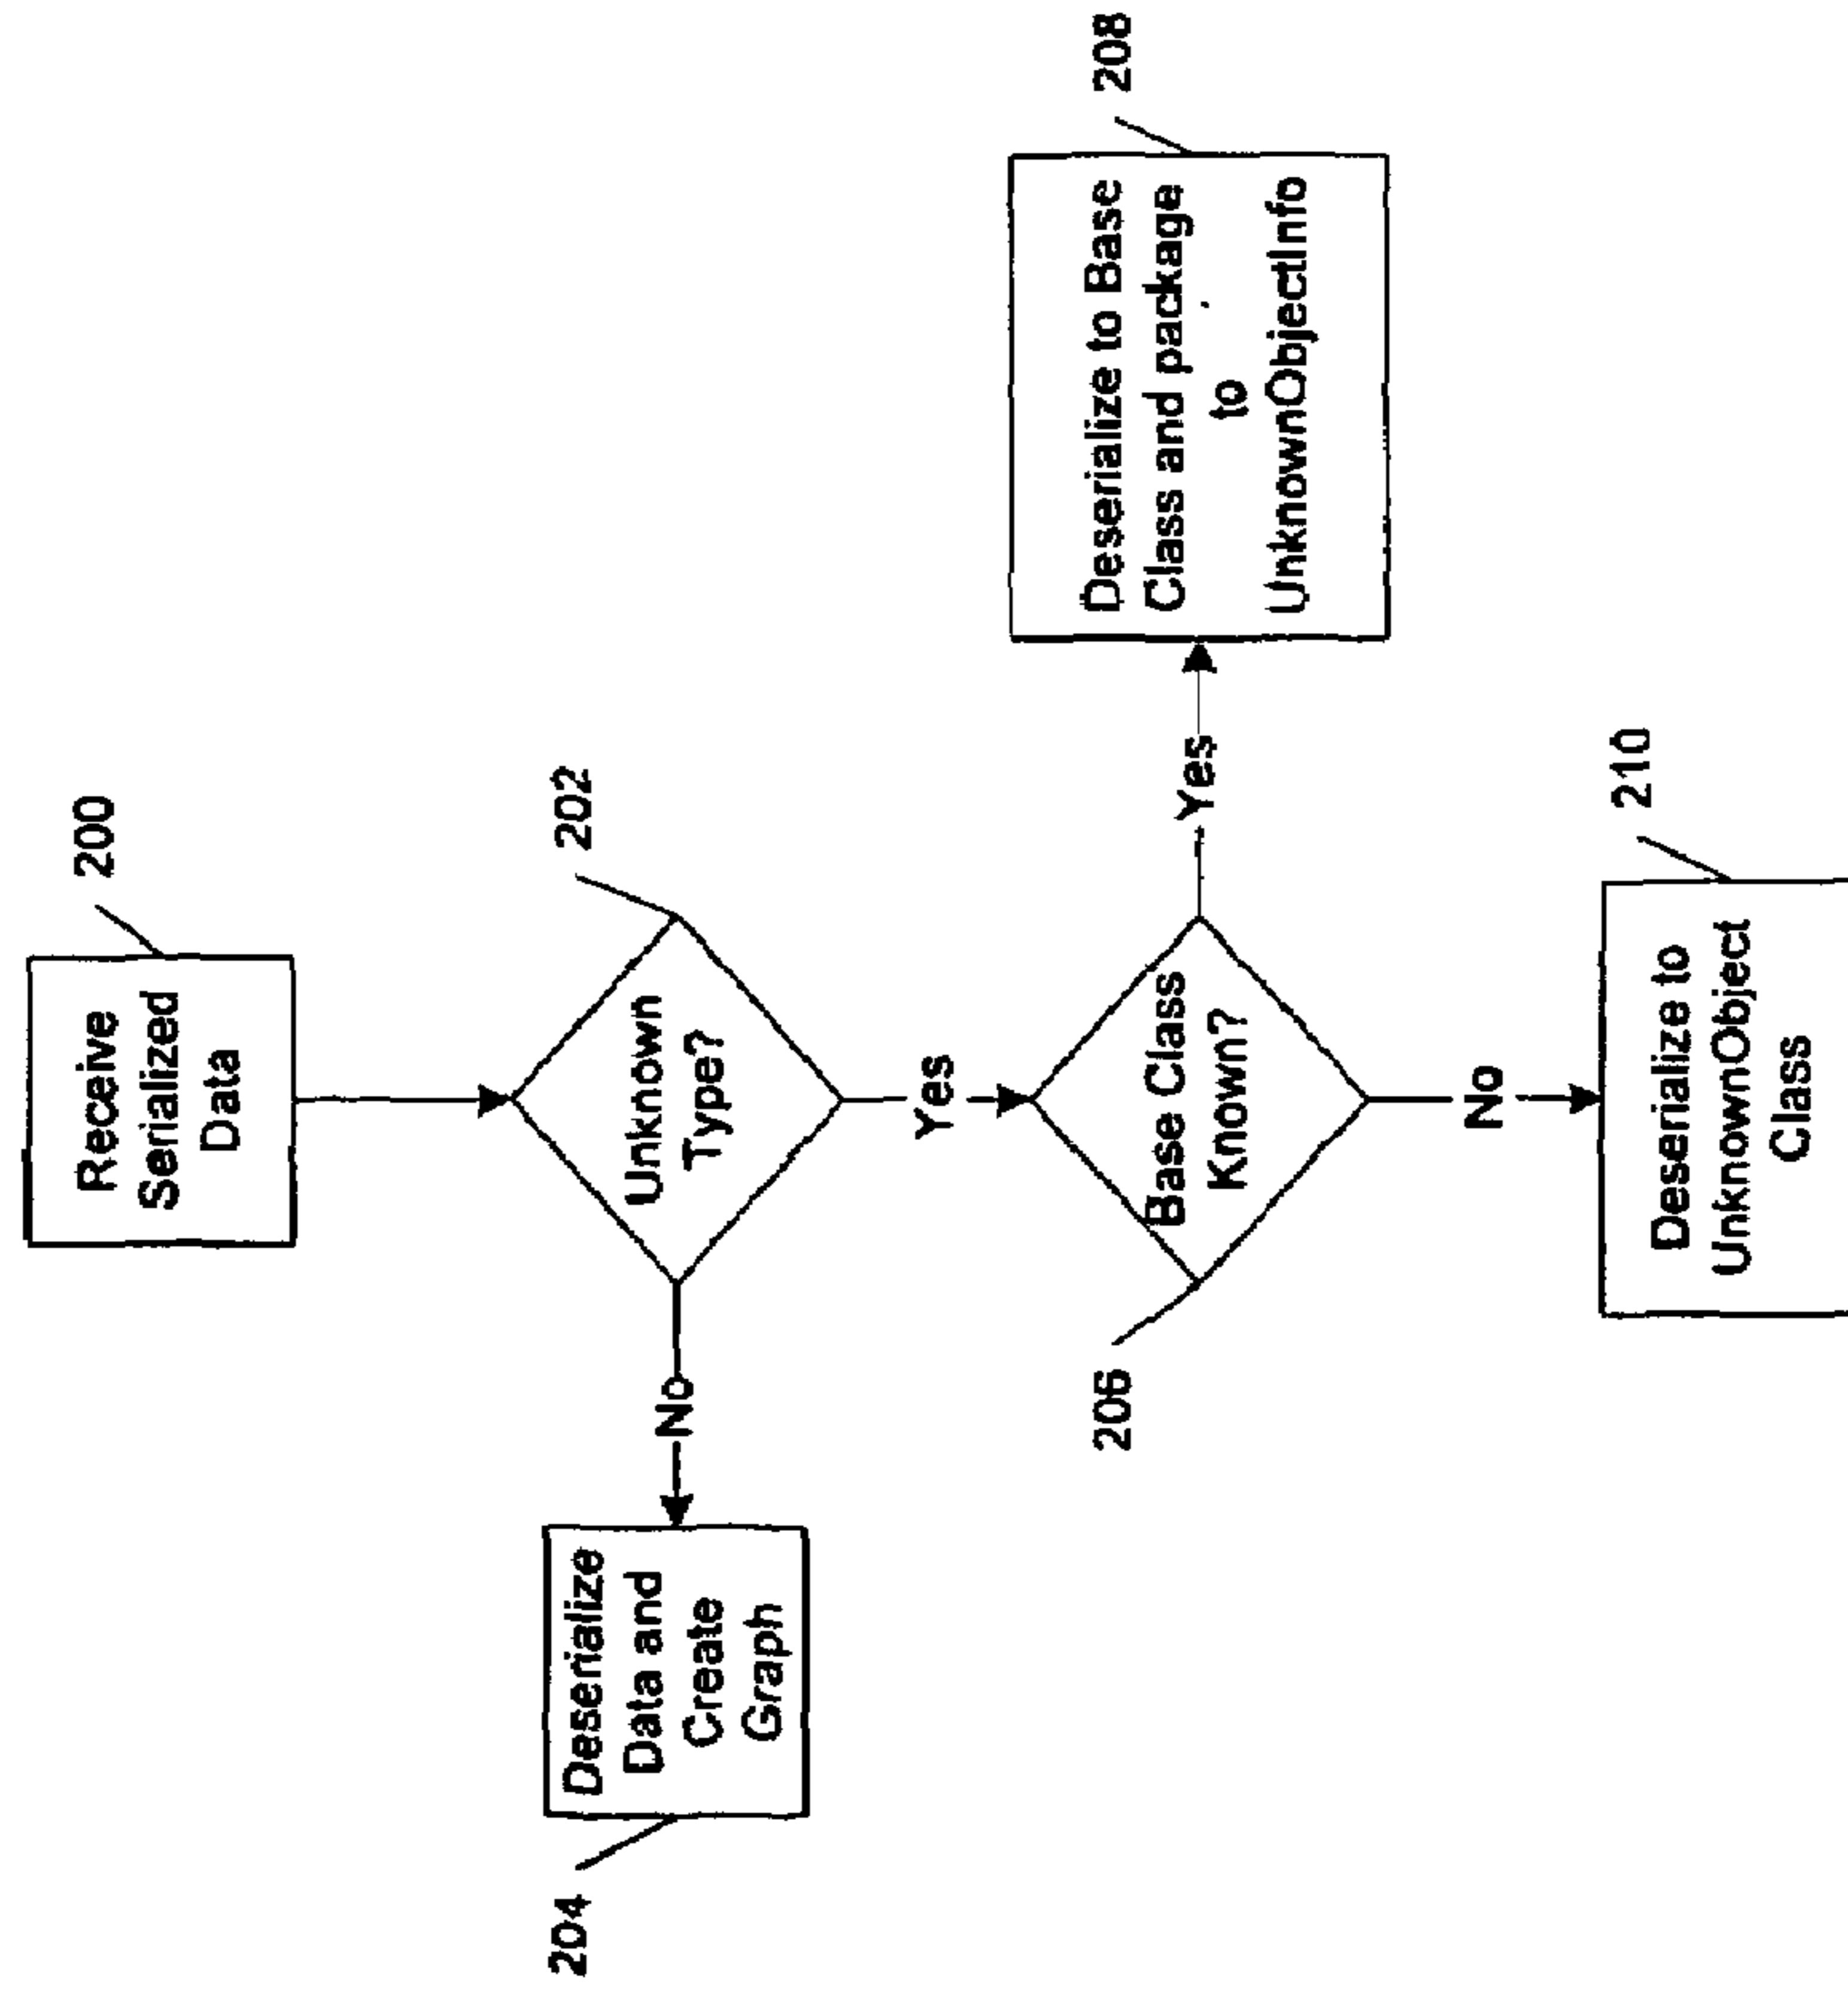 200
Receive
Serialized
Data
202
Unknown
Type?
No
204
Deserialize
Data and
Create
Graph
Yes
206
Base Class
Known?
Yes
208
Deserialize to Base
Class and package
to
UnknownObjectInfo
No
210
Deserialize to
UnknownObject
Class